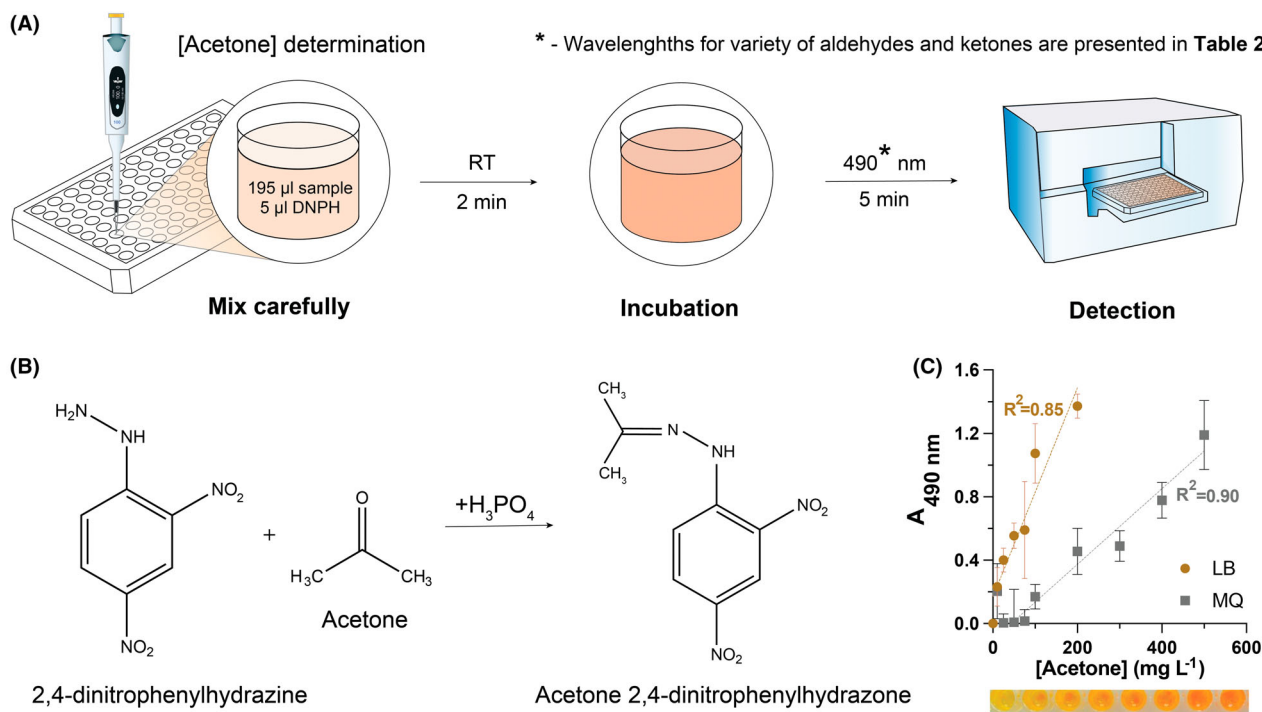 (A)
[Acetone] determination
* - Wavelenghths for variety of aldehydes and ketones are presented in Table 2
195 µl sample
5 µl DNPH
RT
2 min
490* nm
5 min
Mix carefully
Incubation
Detection
(B)
H₂N
NH
NO₂
NO₂
2,4-dinitrophenylhydrazine
+
O
H₃C
CH₃
Acetone
+H₃PO₄
CH₃
N
CH₃
NH
NO₂
NO₂
Acetone 2,4-dinitrophenylhydrazone
(C)
1.6
1.2
0.8
0.4
0.0
A490 nm
R²=0.85
R²=0.90
LB
MQ
0 200 400 600
[Acetone] (mg L⁻¹)